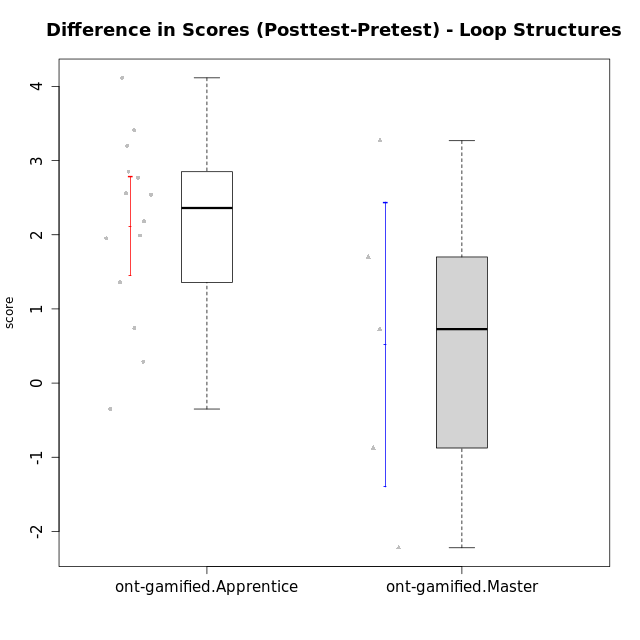 Difference in Scores (Posttest-Pretest) - Loop Structures
4
3
2
1
0
-1
-2
score
ont-gamified.Apprentice
ont-gamified.Master